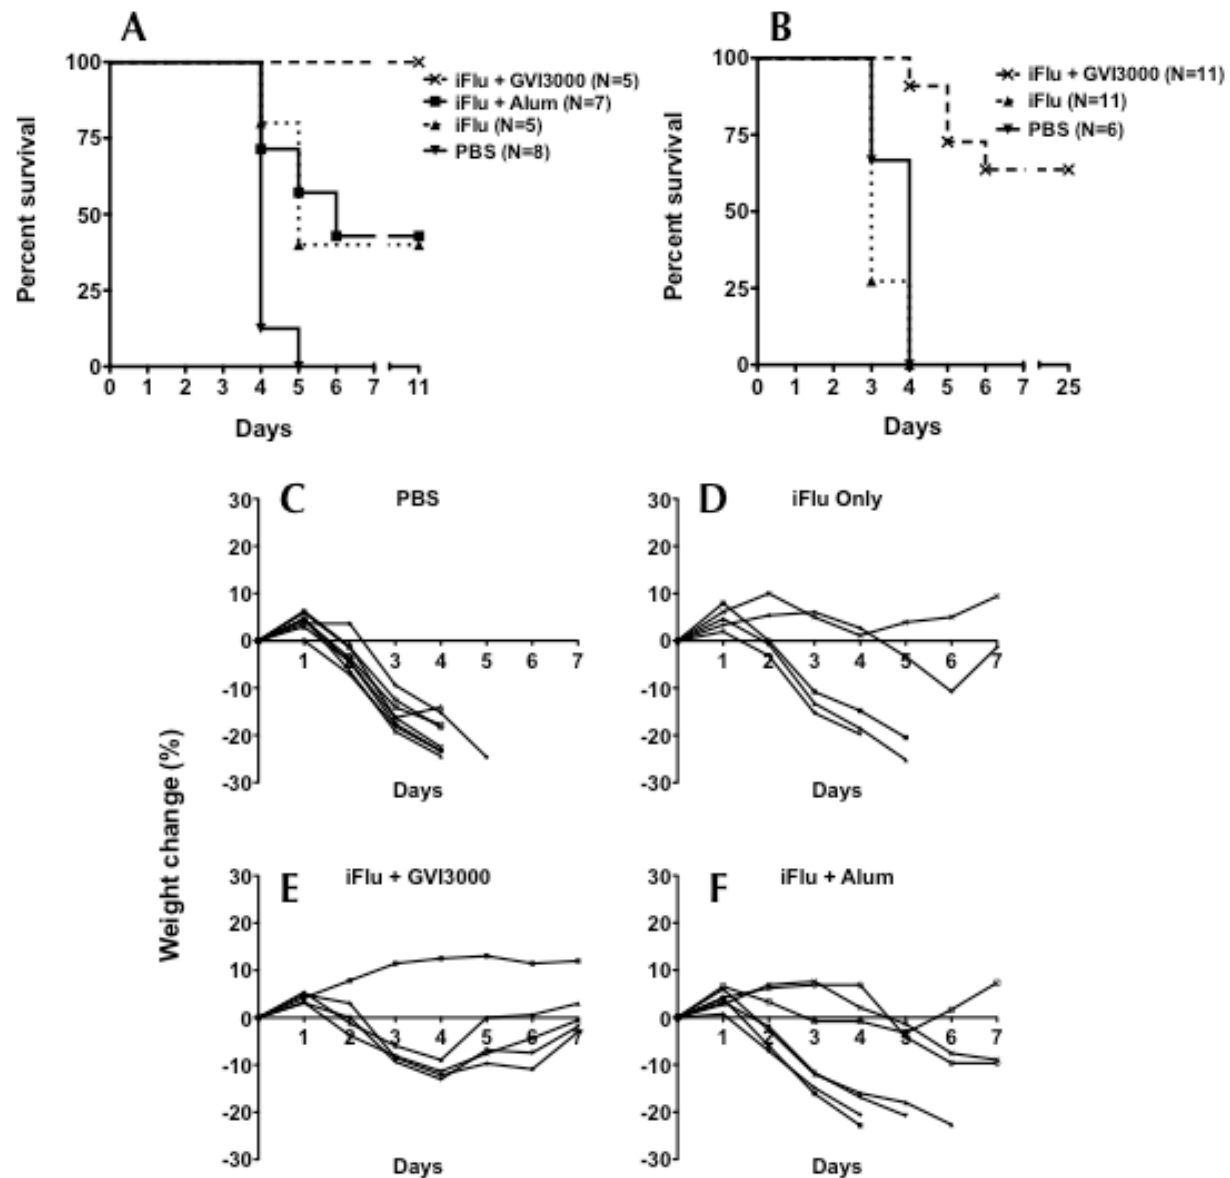 A
B
Percent survival
100
75
50
25
0
0 1 2 3 4 5 6 7 11
Days
iFlu + GVI3000 (N=5)
iFlu + Alum (N=7)
iFlu (N=5)
PBS (N=8)
Percent survival
100
75
50
25
0
0 1 2 3 4 5 6 7 25
Days
iFlu + GVI3000 (N=11)
iFlu (N=11)
PBS (N=6)
Weight change (%)
C
PBS
30
20
10
0
-10
-20
-30
1 2 3 4 5 6 7
Days
D
iFlu Only
30
20
10
0
-10
-20
-30
1 2 3 4 5 6 7
Days
E
iFlu + GVI3000
30
20
10
0
-10
-20
-30
1 2 3 4 5 6 7
Days
F
iFlu + Alum
30
20
10
0
-10
-20
-30
1 2 3 4 5 6 7
Days